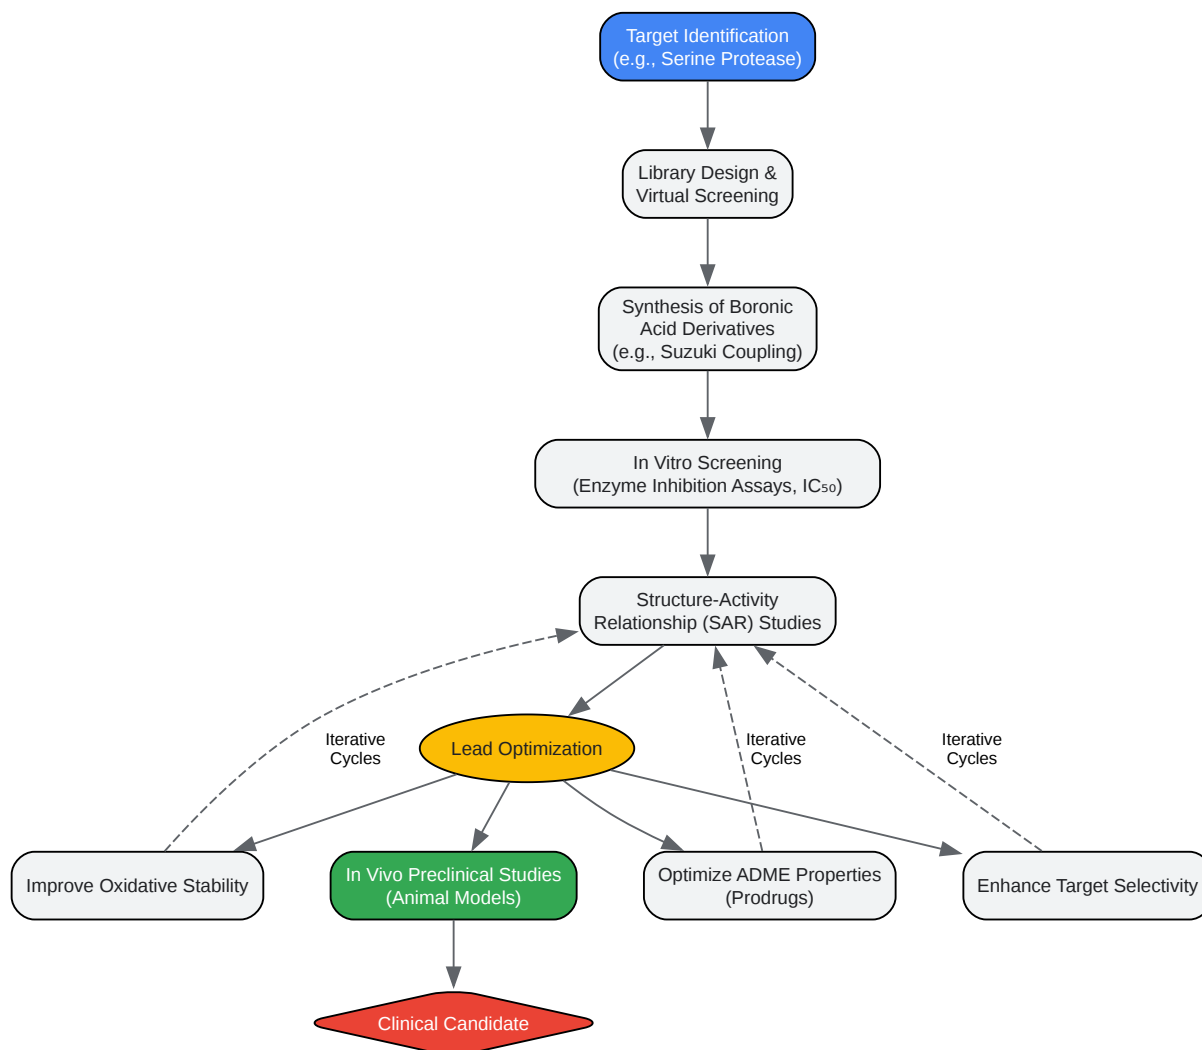 Target Identification
(e.g., Serine Protease)
Library Design &
Virtual Screening
Synthesis of Boronic
Acid Derivatives
(e.g., Suzuki Coupling)
In Vitro Screening
(Enzyme Inhibition Assays, IC₅₀)
Structure-Activity
Relationship (SAR) Studies
Iterative
Cycles
Lead Optimization
Iterative
Cycles
Iterative
Cycles
Improve Oxidative Stability
In Vivo Preclinical Studies
(Animal Models)
Optimize ADME Properties
(Prodrugs)
Enhance Target Selectivity
Clinical Candidate